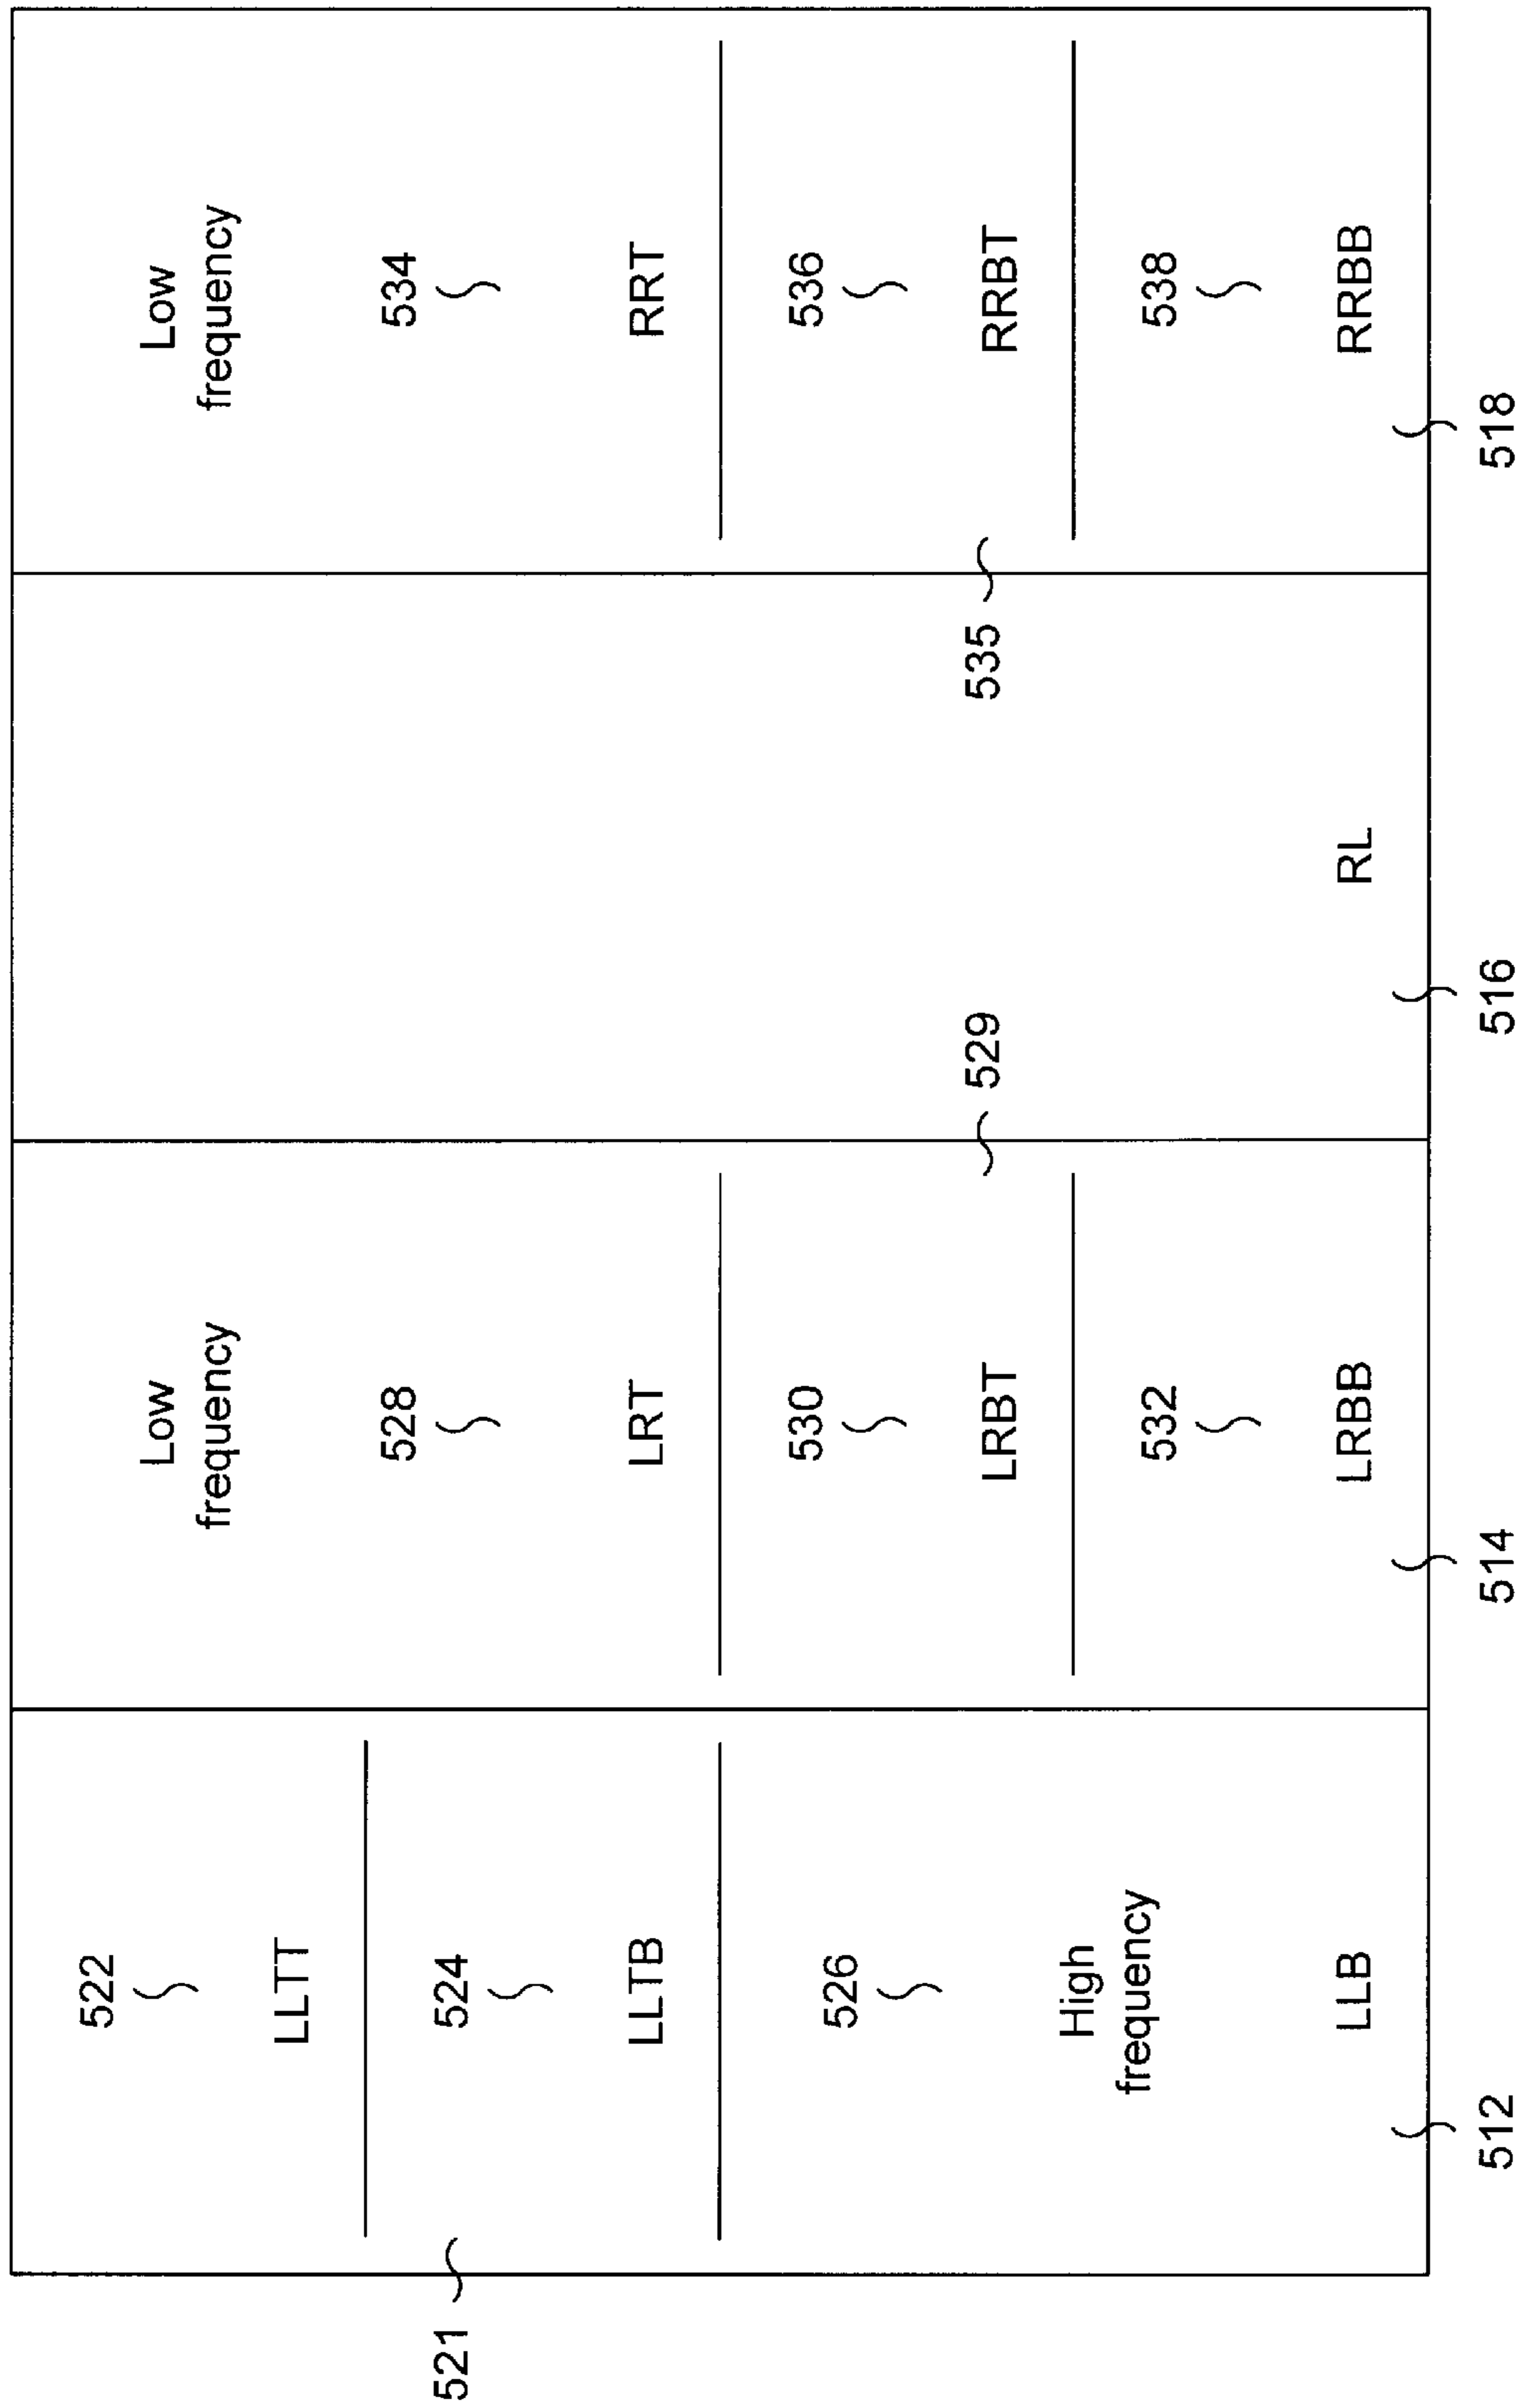 521
522
LLTT
524
LLTB
526
High
frequency
LLB
512
Low
frequency
528
LRT
529
530
LRBT
532
LRBB
514
RL
516
Low
frequency
534
RRT
535
536
RRBT
538
RRBB
518